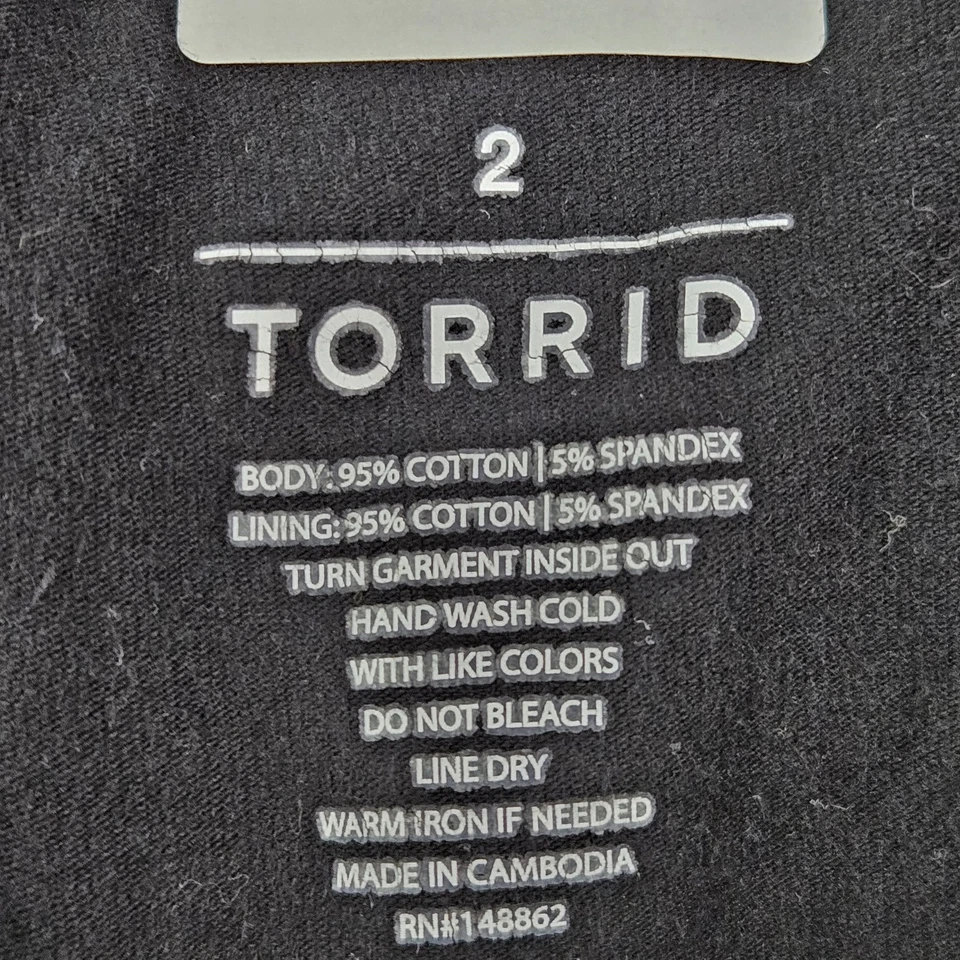 2
TORRID
BODY: 95% COTTON | 5% SPANDEX
LINING: 95% COTTON | 5% SPANDEX
TURN GARMENT INSIDE OUT
HAND WASH COLD
WITH LIKE COLORS
DO NOT BLEACH
LINE DRY
WARM IRON IF NEEDED
MADE IN CAMBODIA
RN#148862